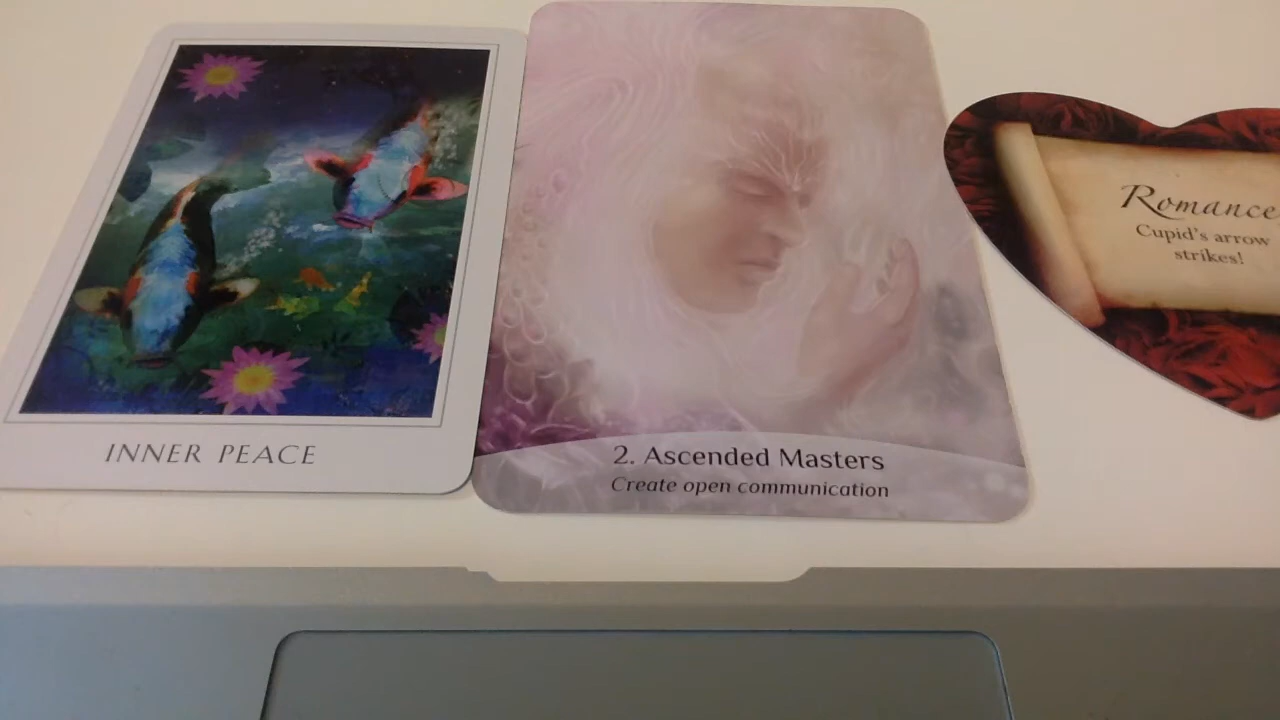 INNER PEACE
2. Ascended Masters
Create open communication
Romance
Cupid's arrow
strikes!